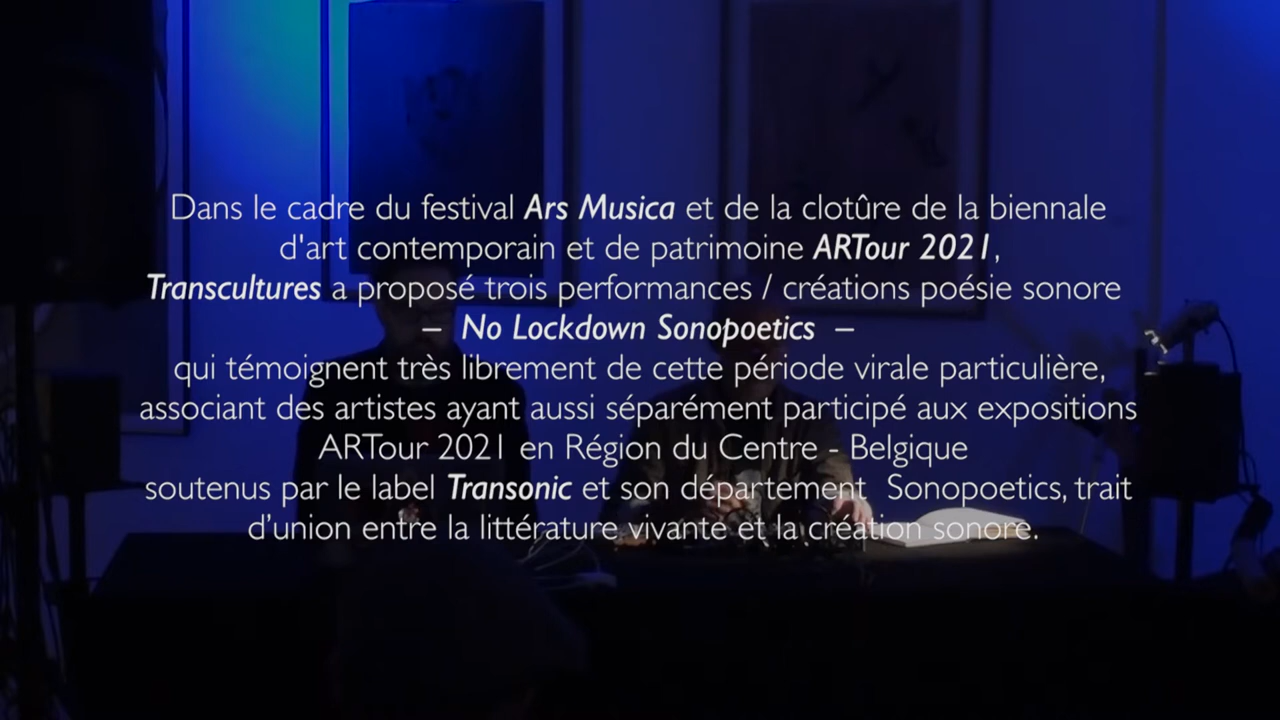 Dans le cadre du festival Ars Musica et de la clotûre de la biennale
d'art contemporain et de patrimoine ARTour 2021,
Transcultures a proposé trois performances / créations poésie sonore
– No Lockdown Sonopoetics –
qui témoignent très librement de cette période virale particulière,
associant des artistes ayant aussi séparément participé aux expositions
ARTour 2021 en Région du Centre - Belgique
soutenus par le label Transonic et son département Sonopoetics, trait
d’union entre la littérature vivante et la création sonore.